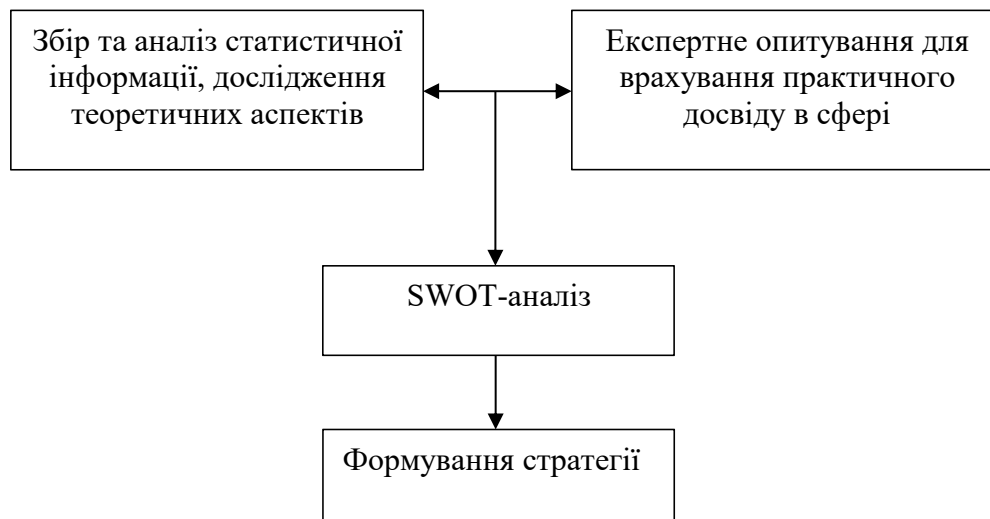 Збір та аналіз статистичної
інформації, дослідження
теоретичних аспектів
Експертне опитування для
врахування практичного
досвіду в сфері
SWOT-аналіз
Формування стратегії